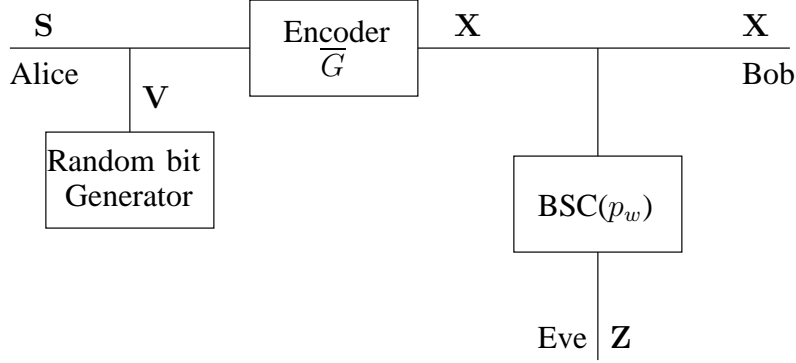 S
Encoder
X
X
G̅
Alice
Bob
V
Random bit
Generator
BSC(p_w)
Eve
Z